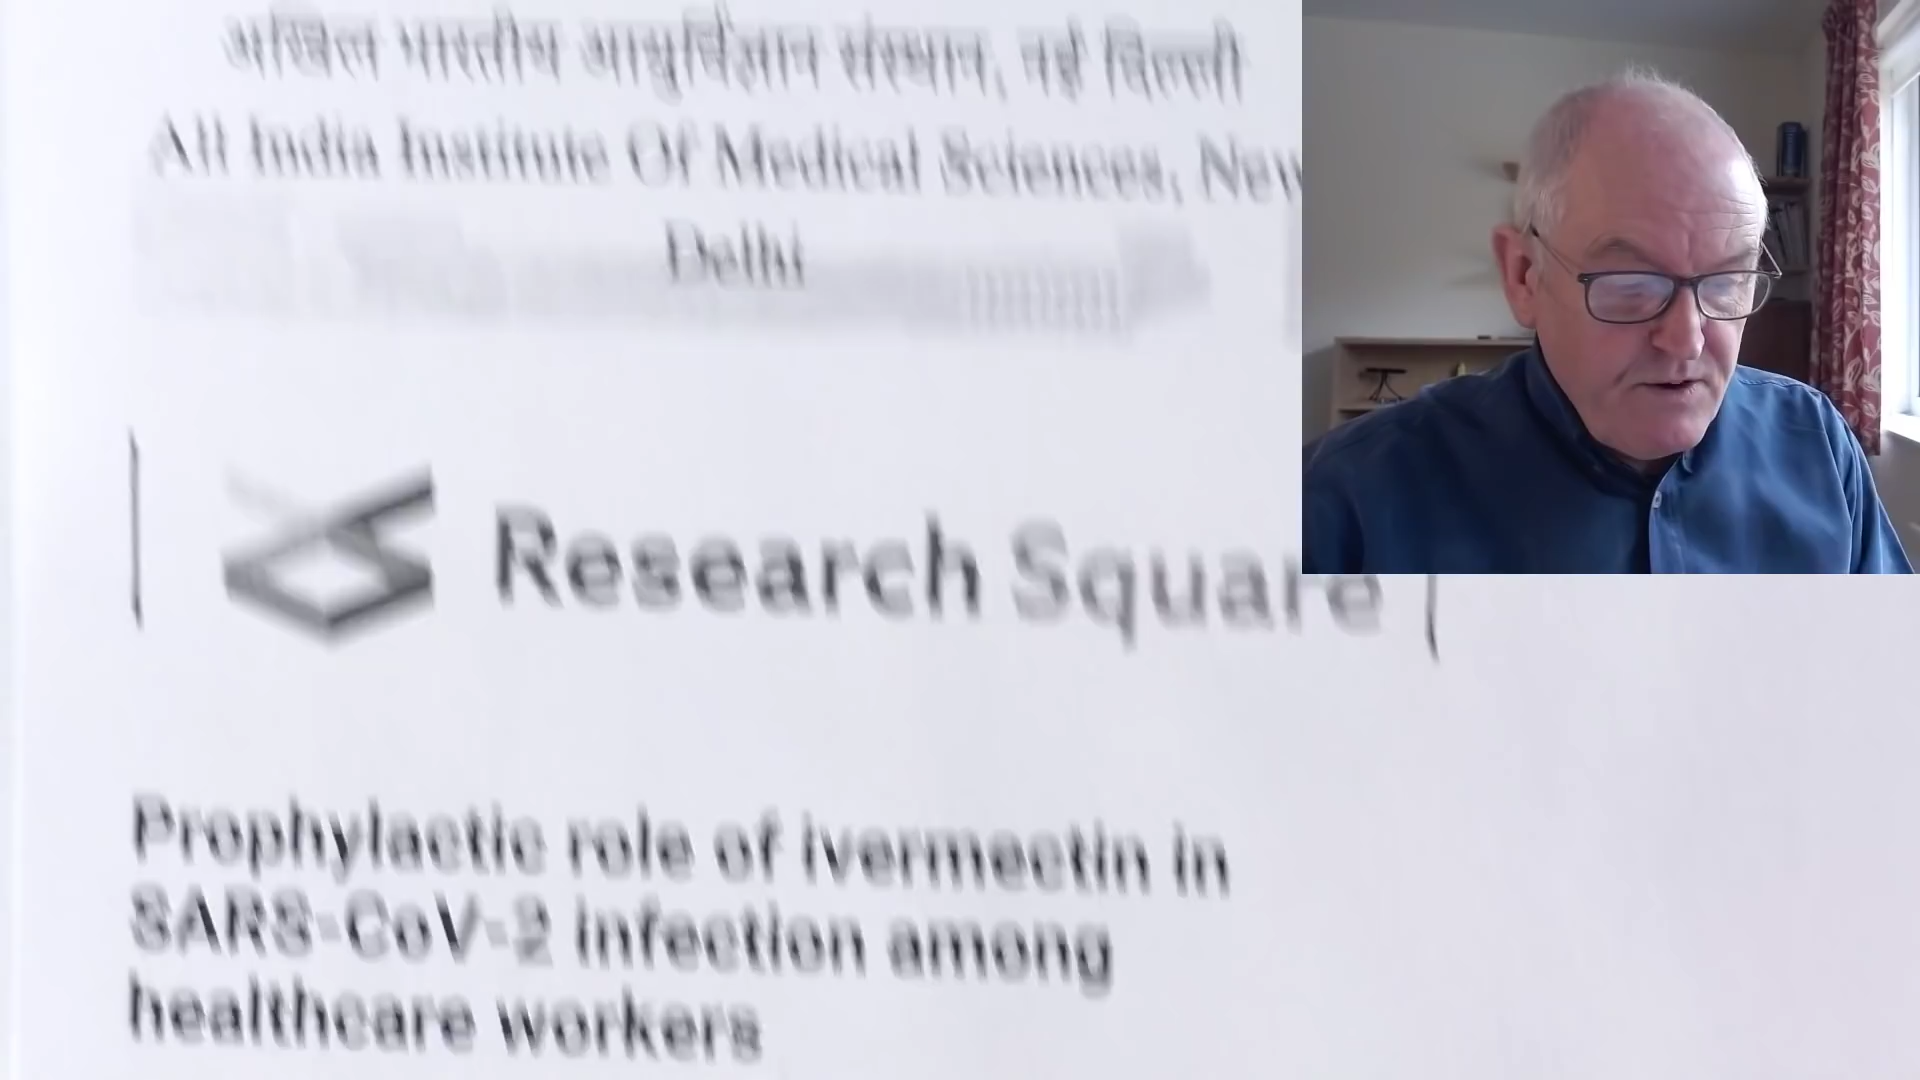 अखिल भारतीय आयुर्विज्ञान संस्थान, नई दिल्ली
All India Institute Of Medical Sciences, New
Delhi
Research Square
Prophylactic role of ivermectin in
SARS-CoV-2 infection among
healthcare workers